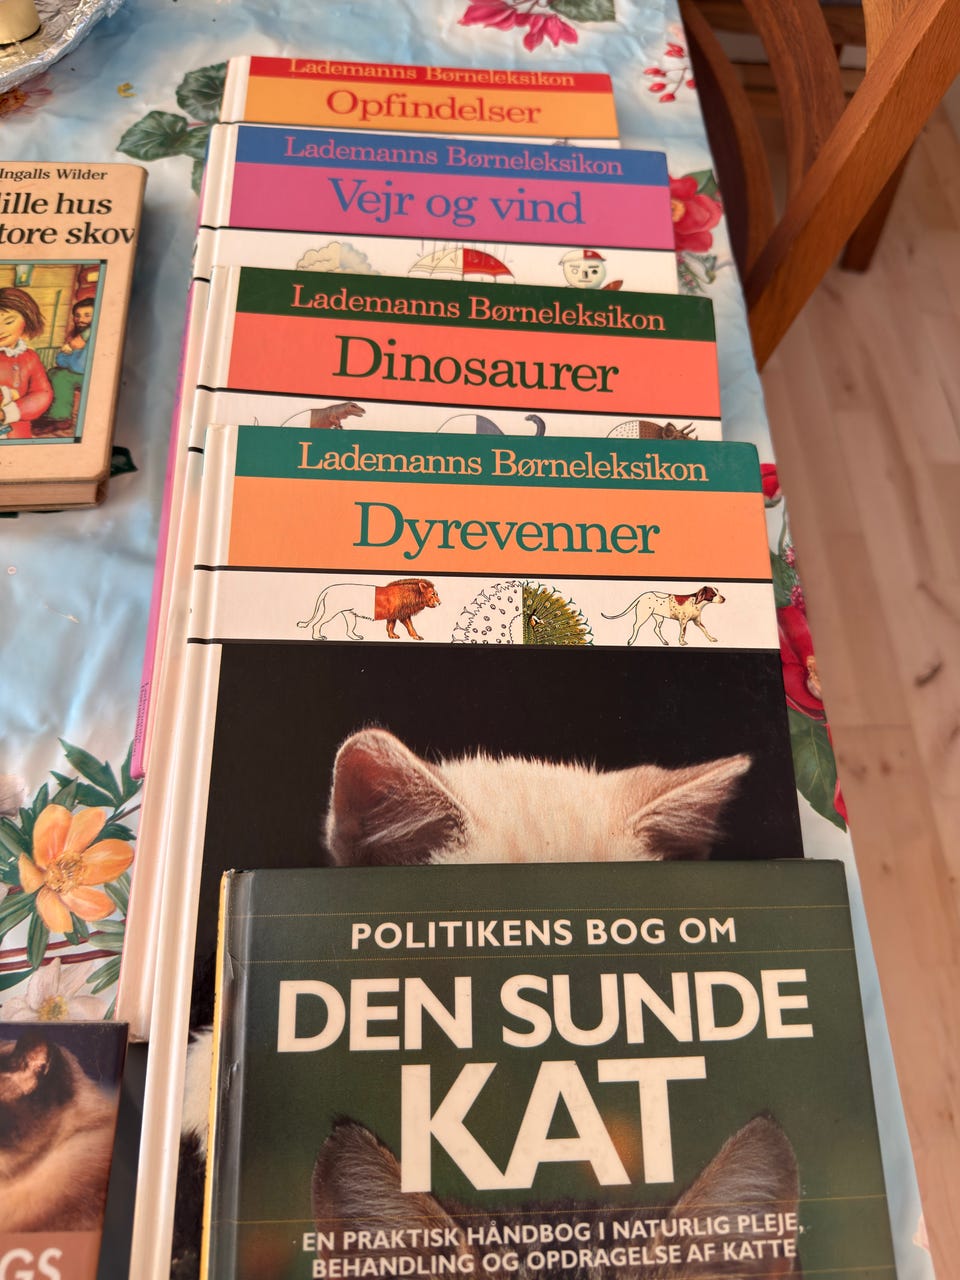 Lademanns Børneleksikon
Opfindelser
Lademanns Børneleksikon
Vejr og vind
Ingalls Wilder
lille hus
store skov
Lademanns Børneleksikon
Dinosaurer
Lademanns Børneleksikon
Dyrevenner
POLITIKENS BOG OM
DEN SUNDE
KAT
EN PRAKTISK HÅNDBOG I NATURLIG PLEJE,
BEHANDLING OG OPDRAGELSE AF KATTE
GS